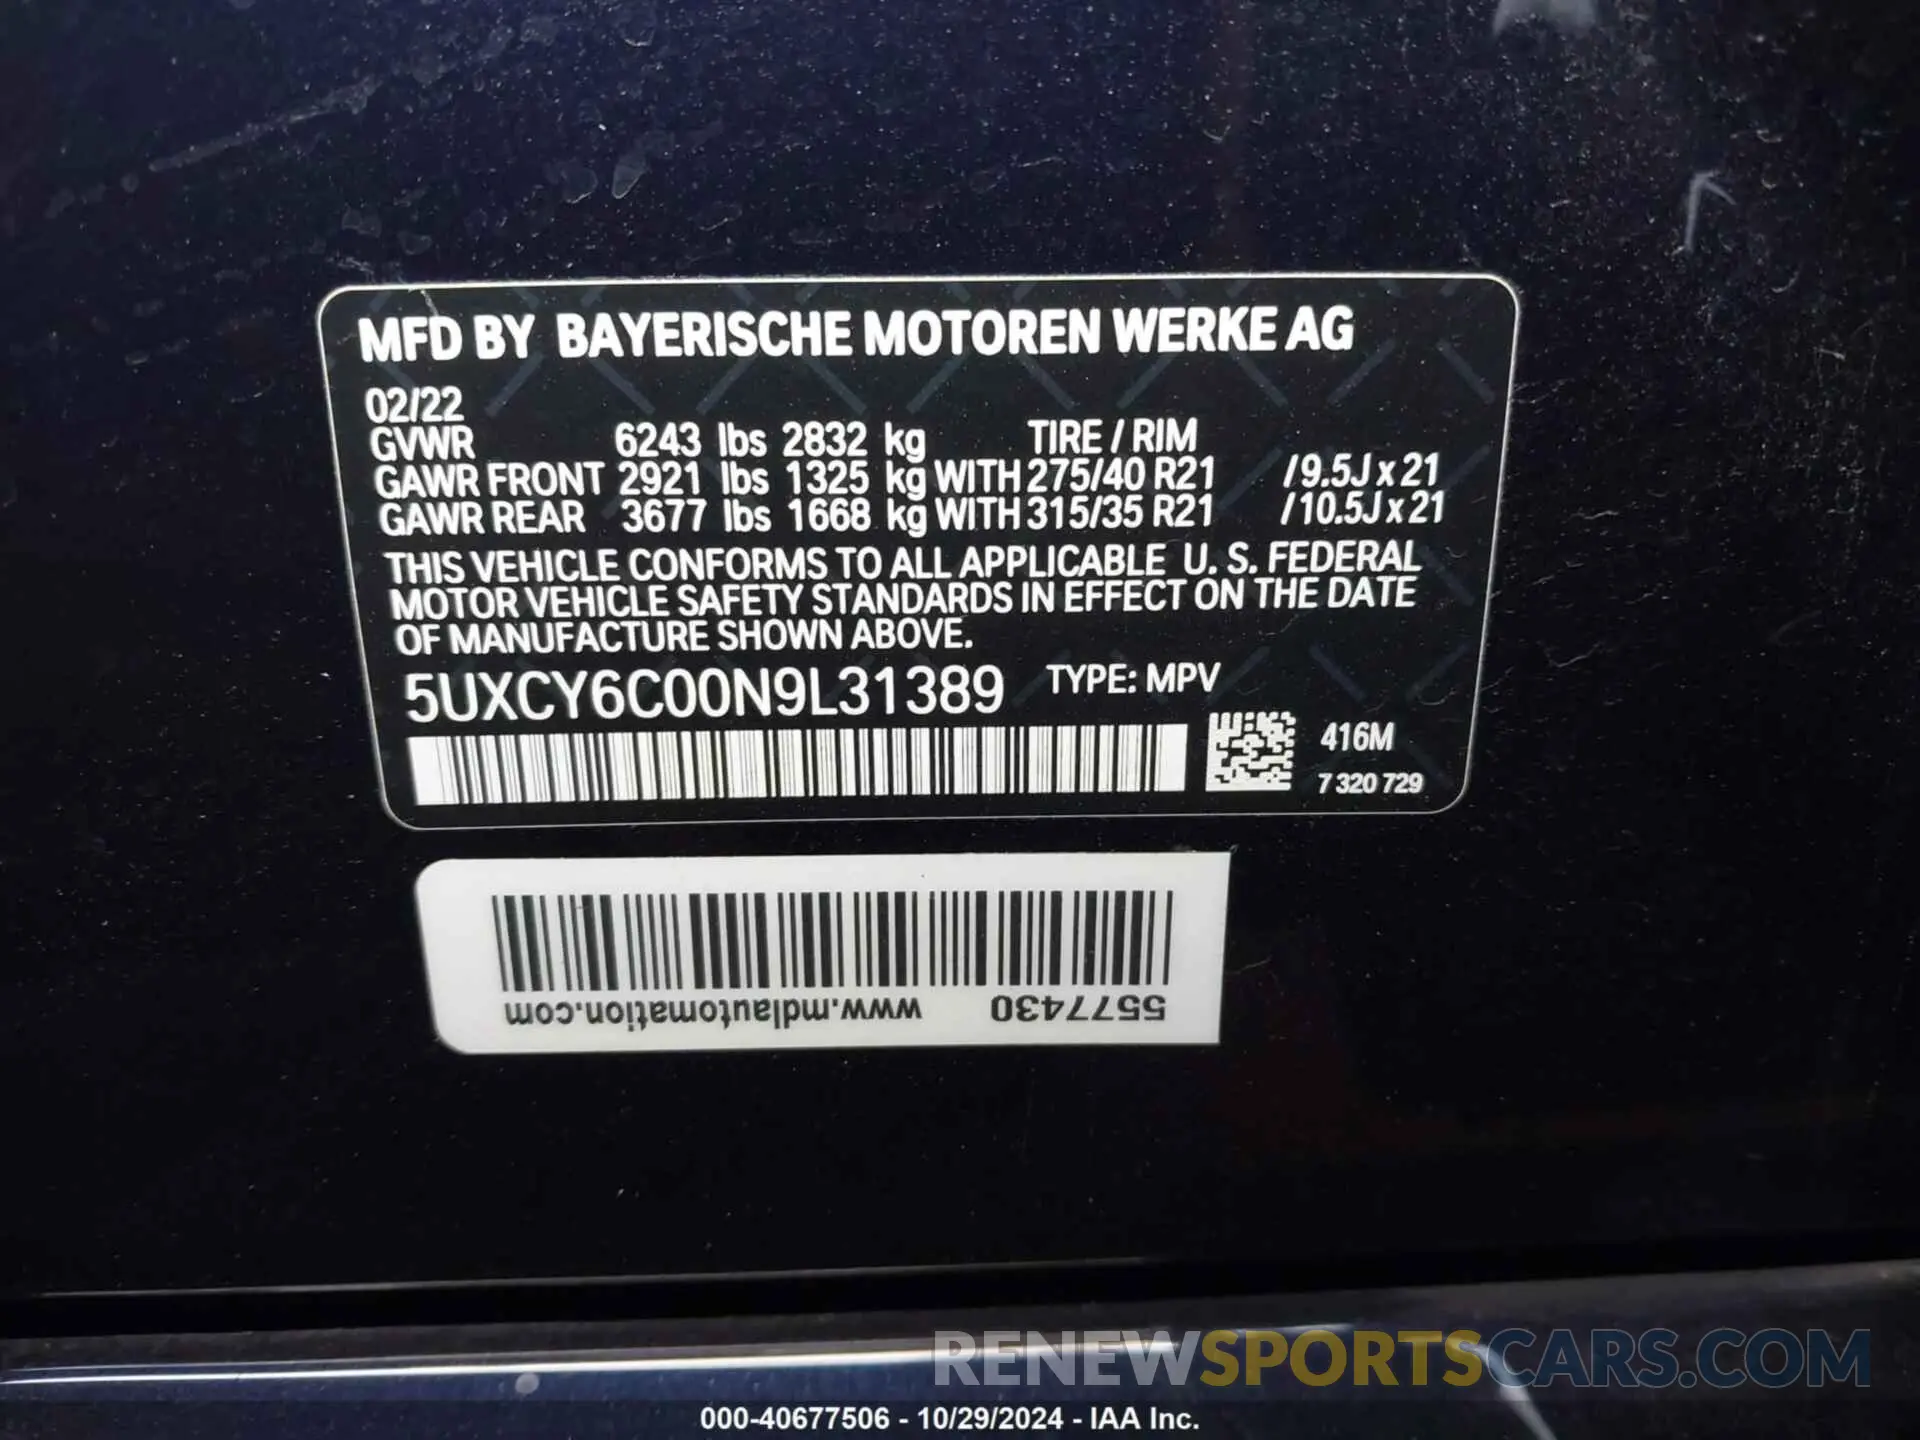 MFD BY BAYERISCHE MOTOREN WERKE AG
02/22
GVWR 6243 lbs 2832 kg TIRE / RIM
GAWR FRONT 2921 lbs 1325 kg WITH 275/40 R21 /9.5J x 21
GAWR REAR 3677 lbs 1668 kg WITH 315/35 R21 /10.5J x 21
THIS VEHICLE CONFORMS TO ALL APPLICABLE U. S. FEDERAL
MOTOR VEHICLE SAFETY STANDARDS IN EFFECT ON THE DATE
OF MANUFACTURE SHOWN ABOVE.
5UXCY6C00N9L31389 TYPE: MPV
416M
7 320 729
5577430 www.mdlautomation.com
RENEWSPORTSCARS.COM
000-40677506 - 10/29/2024 - IAA Inc.